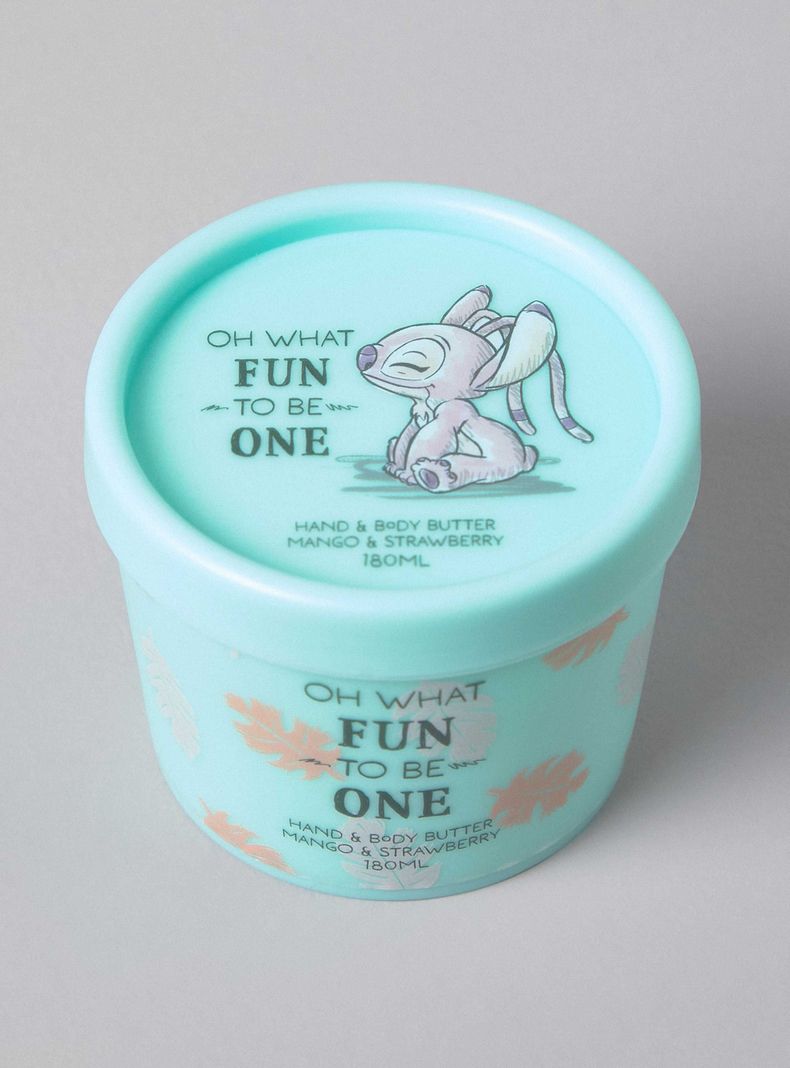 OH WHAT
FUN
TO BE
ONE
HAND & BODY BUTTER
MANGO & STRAWBERRY
180ML
OH WHAT
FUN
TO BE
ONE
HAND & BODY BUTTER
MANGO & STRAWBERRY
180ML